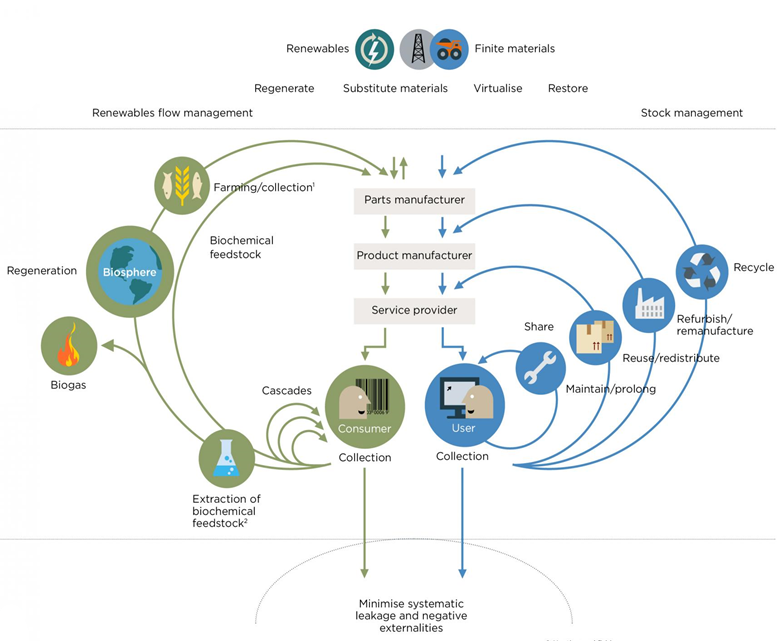 Renewables
Finite materials
Regenerate
Substitute materials
Virtualise
Restore
Renewables flow management
Stock management
Farming/collection¹
Parts manufacturer
Biochemical
feedstock
Product manufacturer
Regeneration
Biosphere
Recycle
Service provider
Share
Refurbish/
remanufacture
Reuse/redistribute
Biogas
Cascades
Maintain/prolong
Consumer
User
Collection
Collection
Extraction of
biochemical
feedstock²
Minimise systematic
leakage and negative
externalities